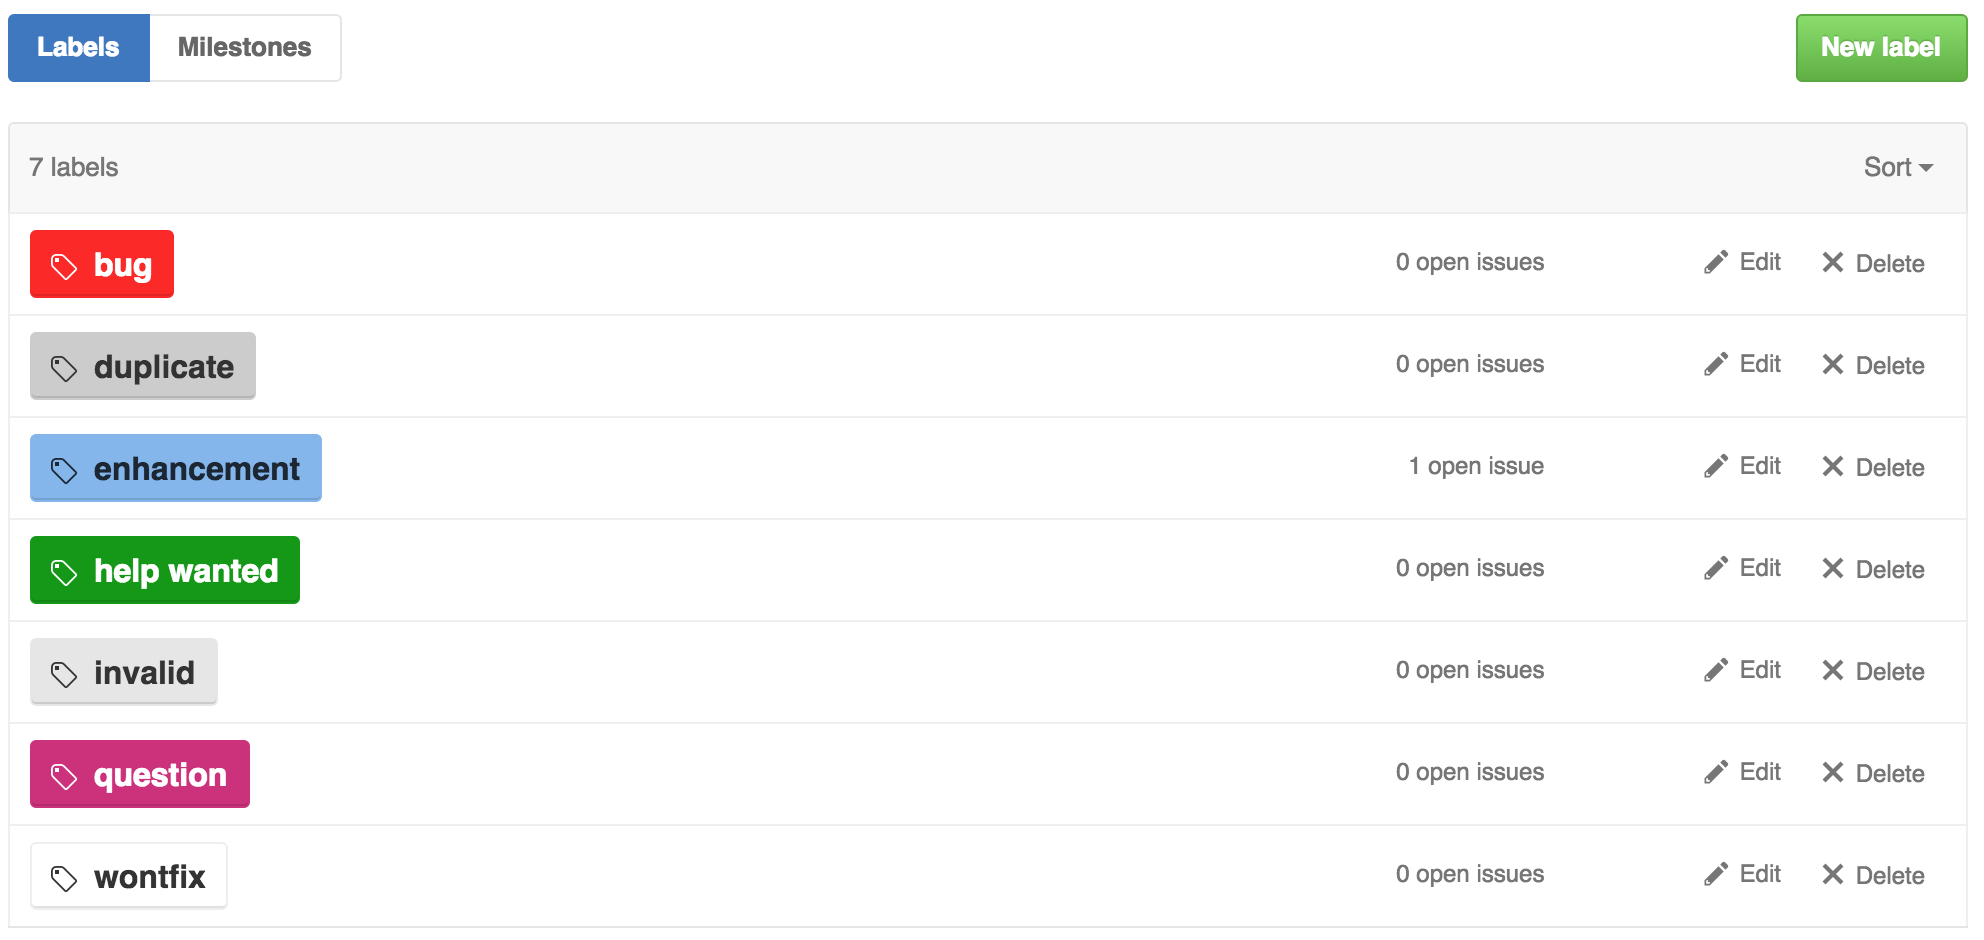 Labels Milestones New label
7 labels Sort
bug 0 open issues Edit Delete
duplicate 0 open issues Edit Delete
enhancement 1 open issue Edit Delete
help wanted 0 open issues Edit Delete
invalid 0 open issues Edit Delete
question 0 open issues Edit Delete
wontfix 0 open issues Edit Delete